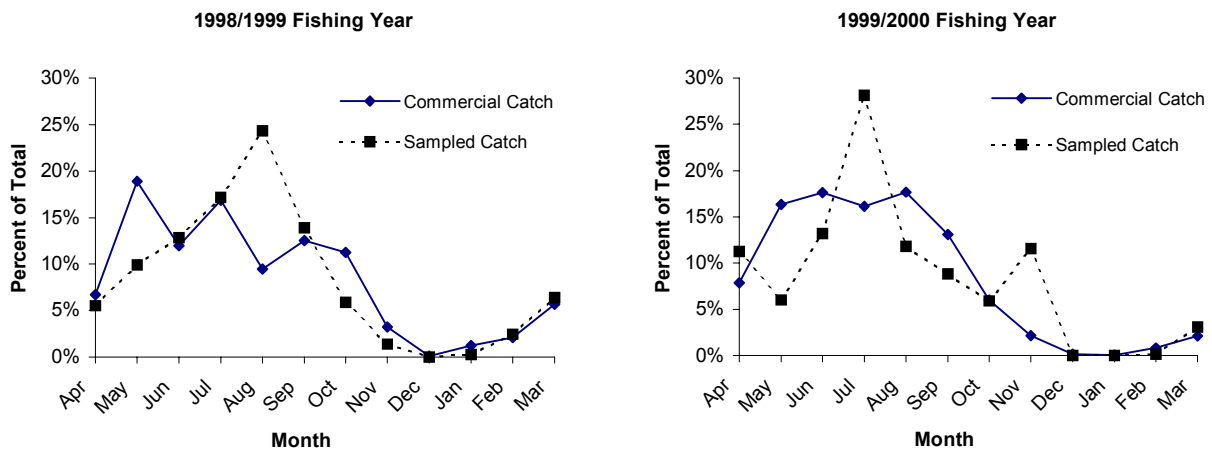 1998/1999 Fishing Year
30%
25%
20%
15%
10%
5%
0%
Percent of Total
Commercial Catch
Sampled Catch
Apr
May
Jun
Jul
Aug
Sep
Oct
Nov
Dec
Jan
Feb
Mar
Month
1999/2000 Fishing Year
30%
25%
20%
15%
10%
5%
0%
Percent of Total
Commercial Catch
Sampled Catch
Apr
May
Jun
Jul
Aug
Sep
Oct
Nov
Dec
Jan
Feb
Mar
Month